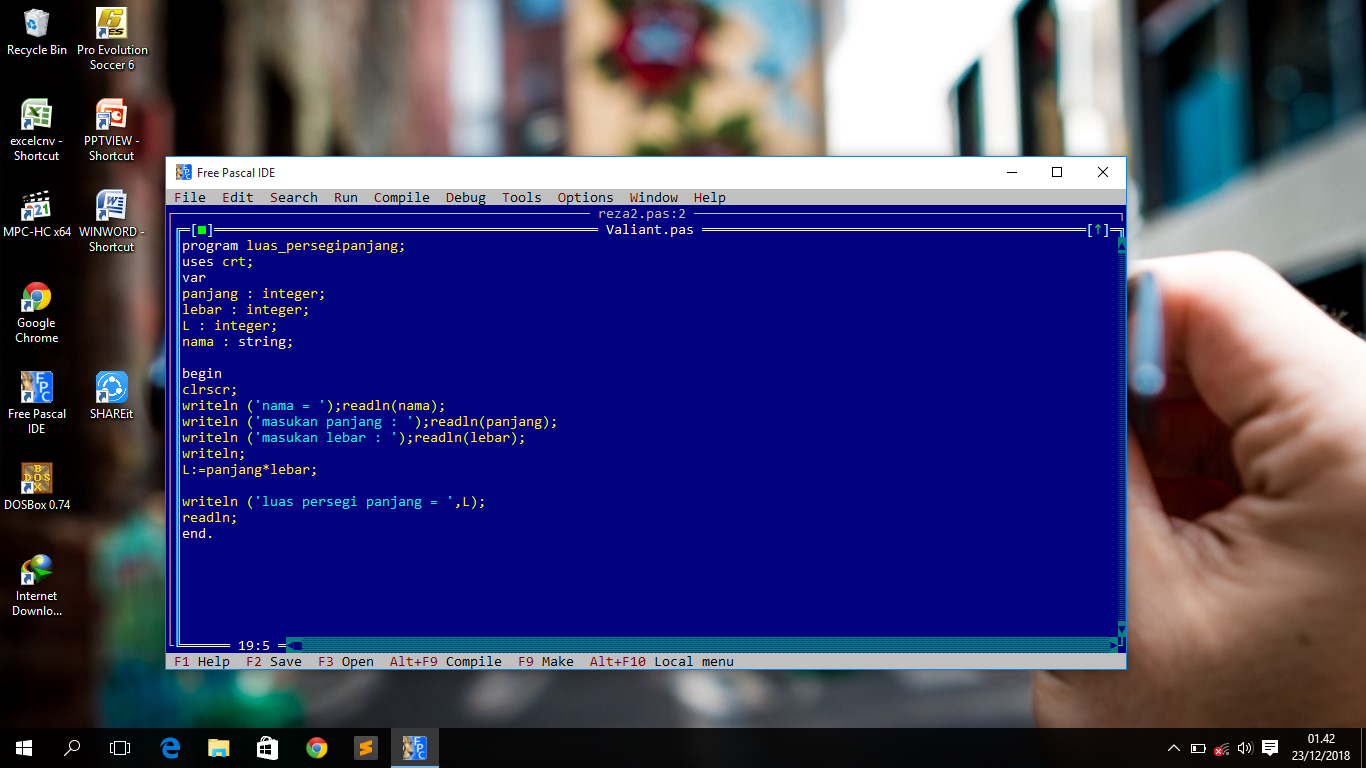 Recycle Bin
Pro Evolution
Soccer 6
excelcnv -
Shortcut
PPTVIEW -
Shortcut
MPC-HC x64
WINWORD -
Shortcut
Google
Chrome
Free Pascal
IDE
SHAREit
DOSBox 0.74
Internet
Downlo...
Free Pascal IDE
File Edit Search Run Compile Debug Tools Options Window Help
reza2.pas:2
Valiant.pas
program luas_persegipanjang;
uses crt;
var
panjang : integer;
lebar : integer;
L : integer;
nama : string;
begin
clrscr;
writeln ('nama = ');readln(nama);
writeln ('masukan panjang : ');readln(panjang);
writeln ('masukan lebar : ');readln(lebar);
writeln;
L:=panjang*lebar;
writeln ('luas persegi panjang = ',L);
readln;
end.
19:5
F1 Help F2 Save F3 Open Alt+F9 Compile F9 Make Alt+F10 Local menu
01.42
23/12/2018